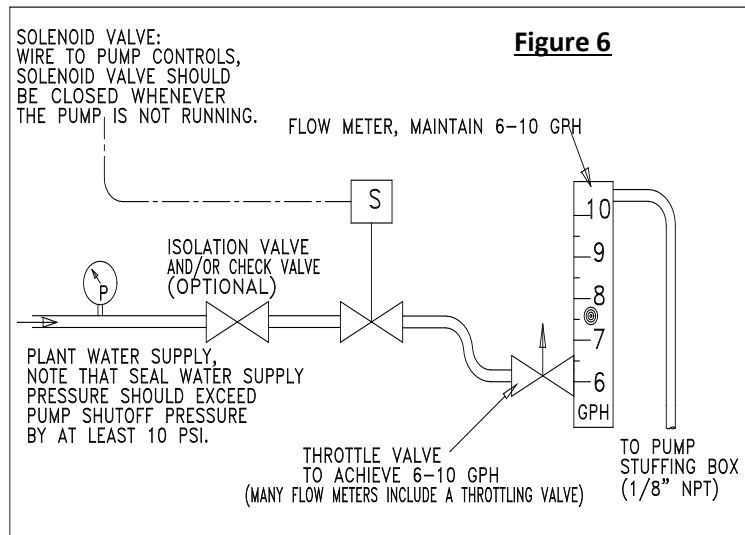 SOLENOID VALVE:
WIRE TO PUMP CONTROLS,
SOLENOID VALVE SHOULD
BE CLOSED WHENEVER
THE PUMP IS NOT RUNNING.
Figure 6
FLOW METER, MAINTAIN 6-10 GPH
S
ISOLATION VALVE
AND/OR CHECK VALVE
(OPTIONAL)
P
10
9
8
7
6
GPH
PLANT WATER SUPPLY,
NOTE THAT SEAL WATER SUPPLY
PRESSURE SHOULD EXCEED
PUMP SHUTOFF PRESSURE
BY AT LEAST 10 PSI.
THROTTLE VALVE
TO ACHIEVE 6-10 GPH
(MANY FLOW METERS INCLUDE A THROTTLING VALVE)
TO PUMP
STUFFING BOX
(1/8" NPT)